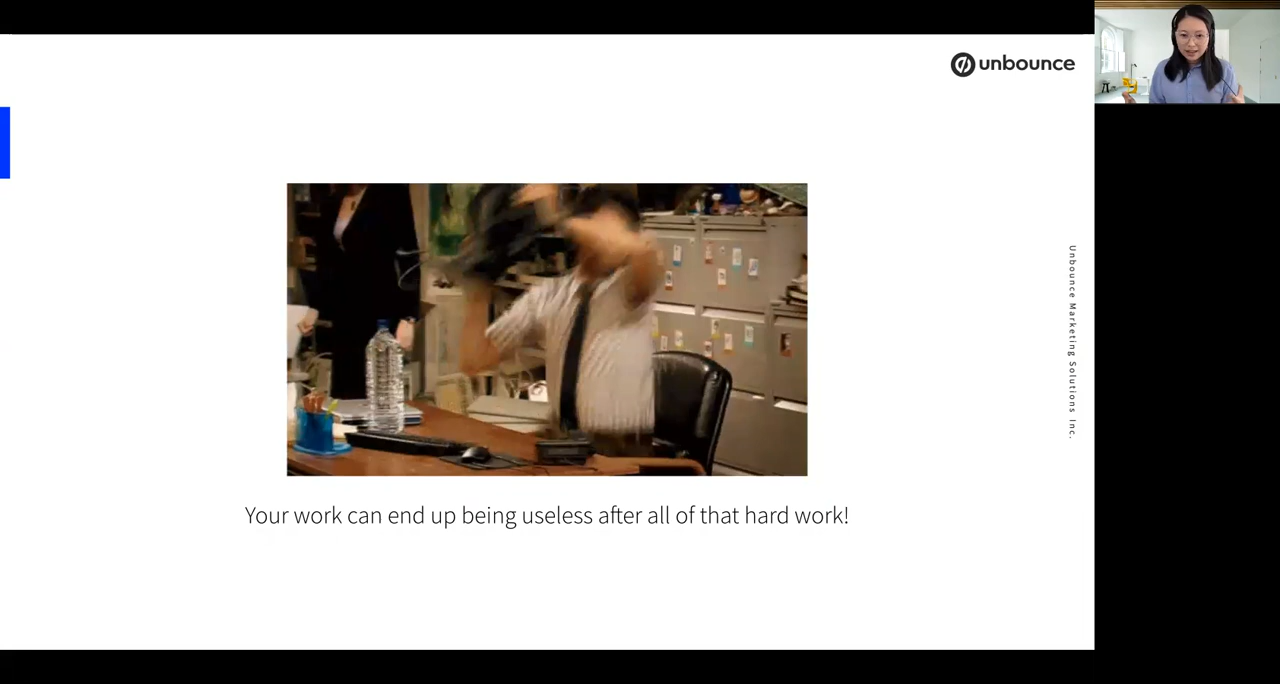 unbounce
Unbounce Marketing Solutions Inc.
Your work can end up being useless after all of that hard work!